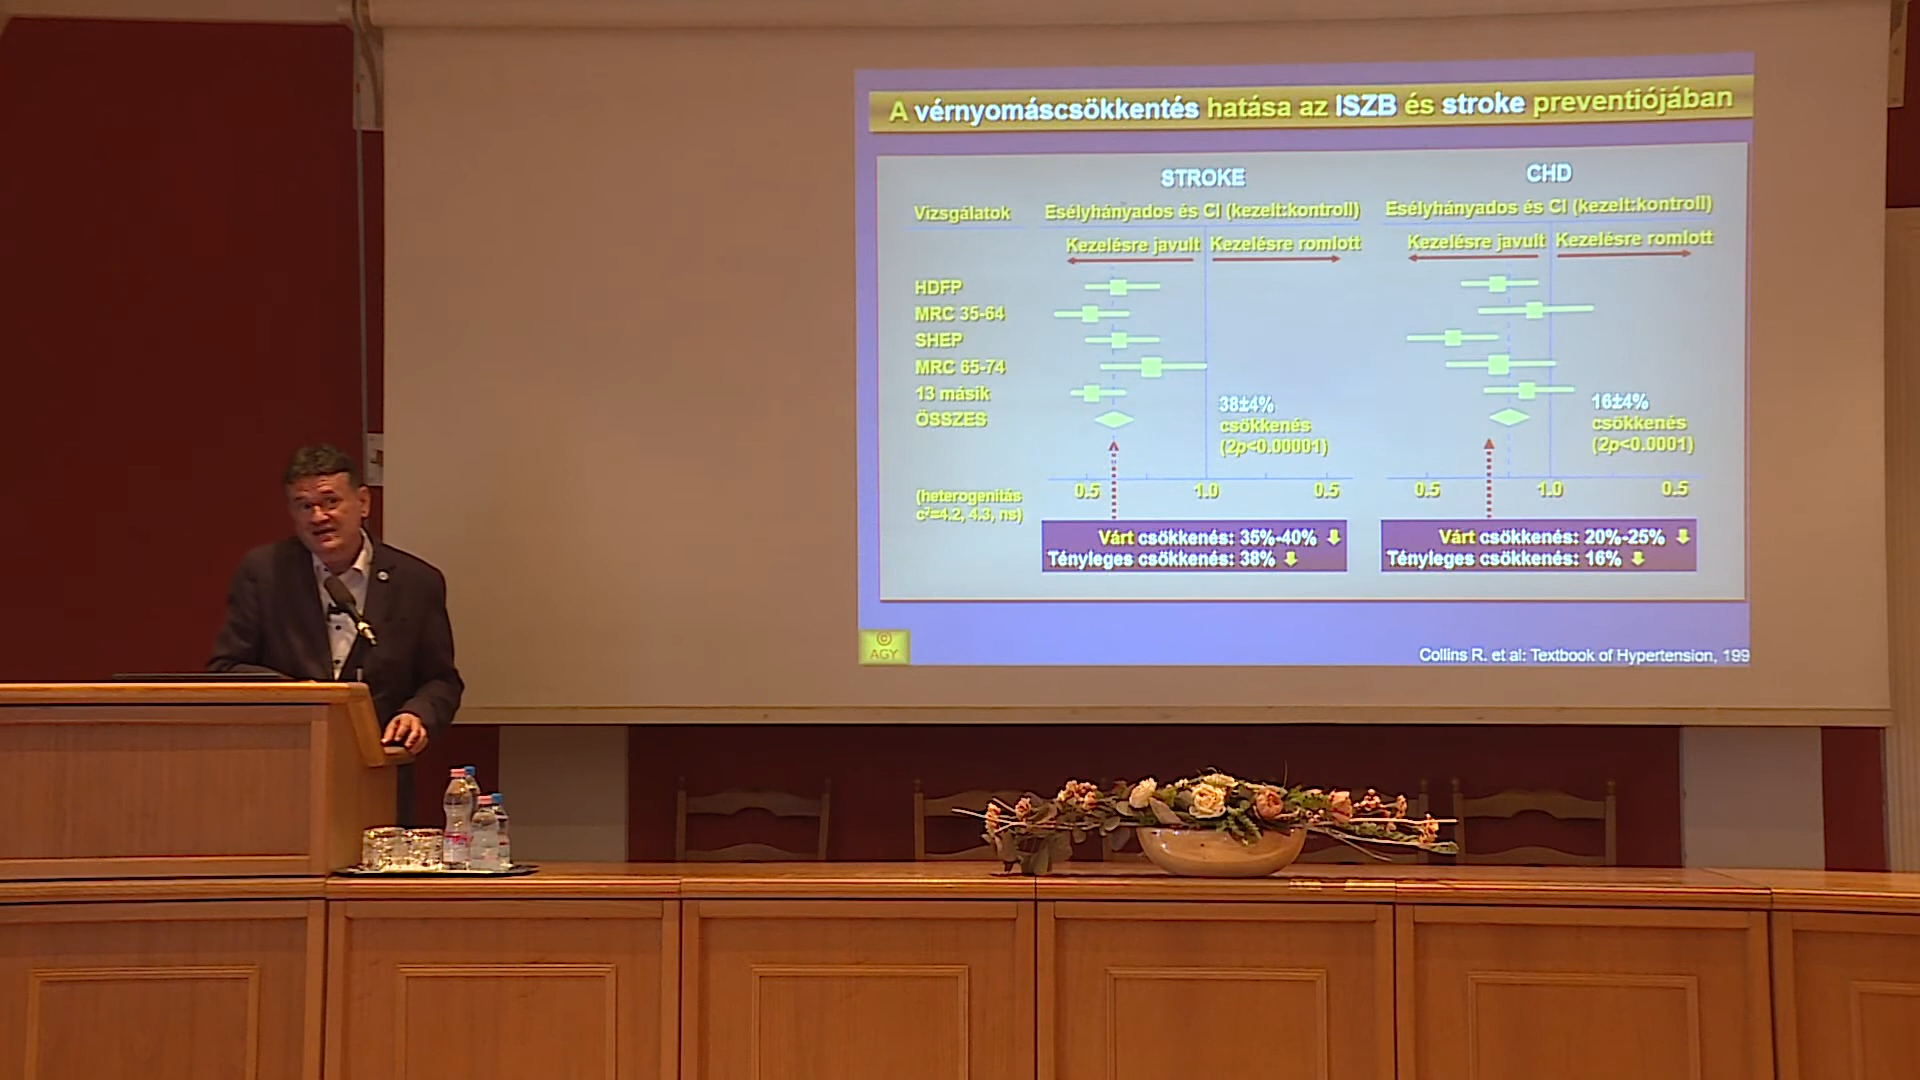 A vérnyomáscsökkentés hatása az ISZB és stroke preventiójában
STROKE
CHD
Vizsgálatok
Esélyhányados és CI (kezelt:kontroll)
Esélyhányados és CI (kezelt:kontroll)
Kezelésre javult
Kezelésre romlott
Kezelésre javult
Kezelésre romlott
HDFP
MRC 35-64
SHEP
MRC 65-74
13 másik
ÖSSZES
38±4%
csökkenés
(2p<0.00001)
16±4%
csökkenés
(2p<0.0001)
0.5
1.0
0.5
0.5
1.0
0.5
(heterogenitás
c²=4.2, 4.3, ns)
Várt csökkenés: 35%-40%
Tényleges csökkenés: 38%
Várt csökkenés: 20%-25%
Tényleges csökkenés: 16%
©
AGY
Collins R. et al: Textbook of Hypertension, 199